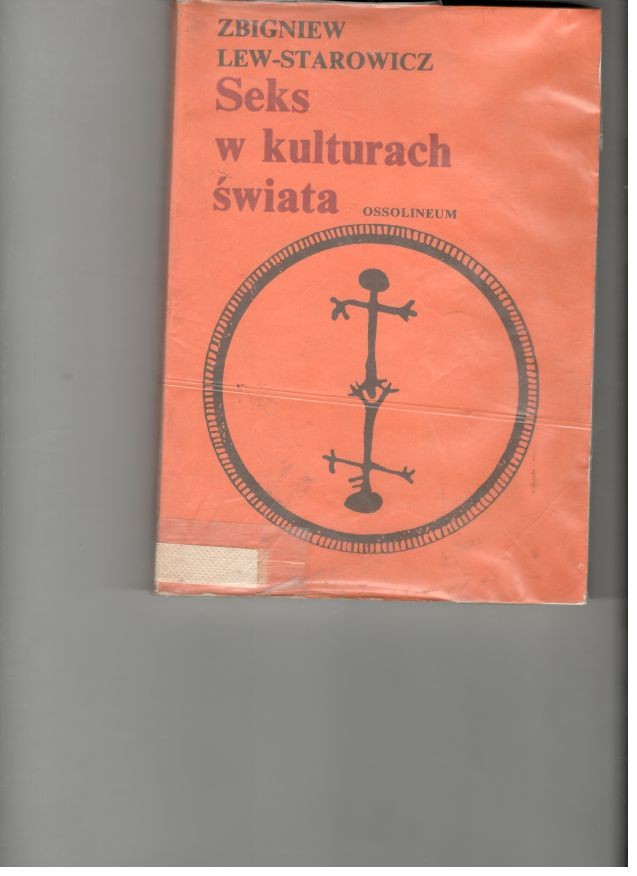 ZBIGNIEW
LEW-STAROWICZ
Seks
w kulturach
świata OSSOLINEUM